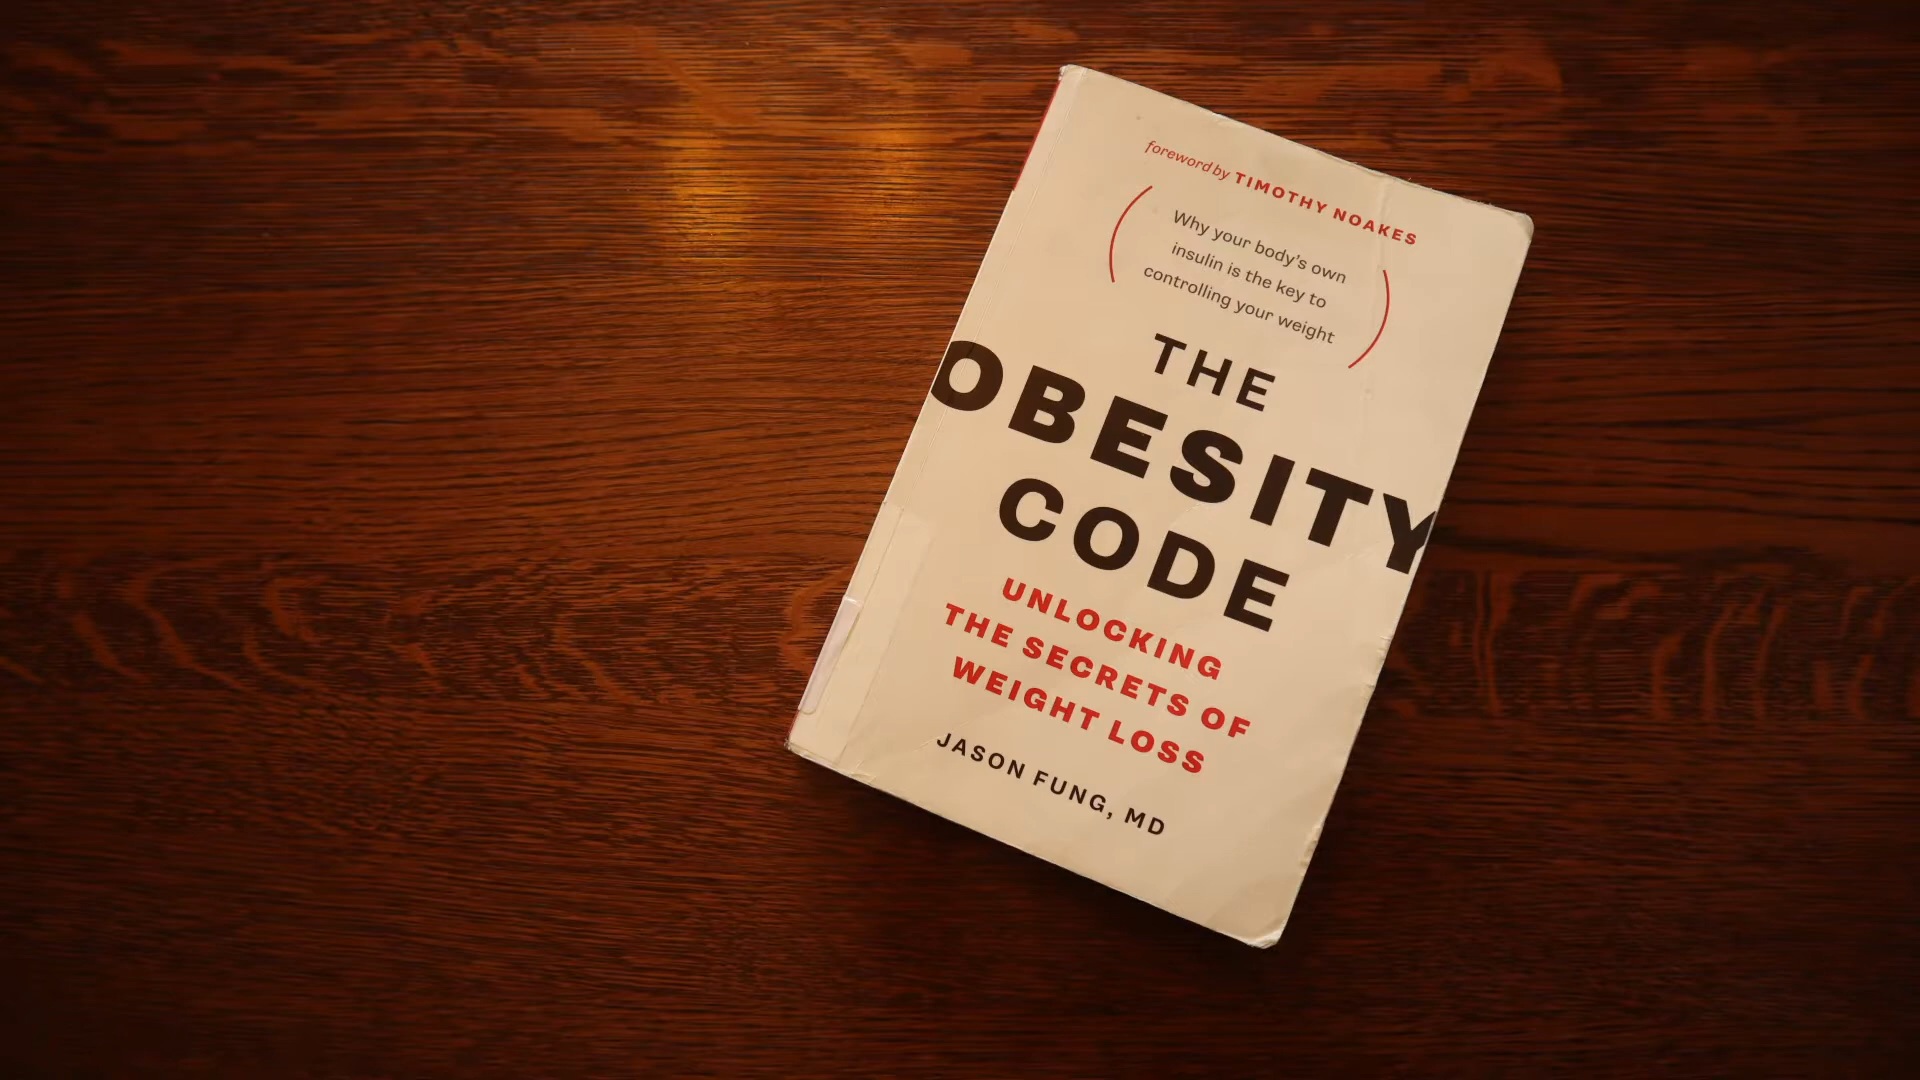 foreword by TIMOTHY NOAKES
Why your body's own
insulin is the key to
controlling your weight
THE
OBESITY
CODE
UNLOCKING
THE SECRETS OF
WEIGHT LOSS
JASON FUNG, MD